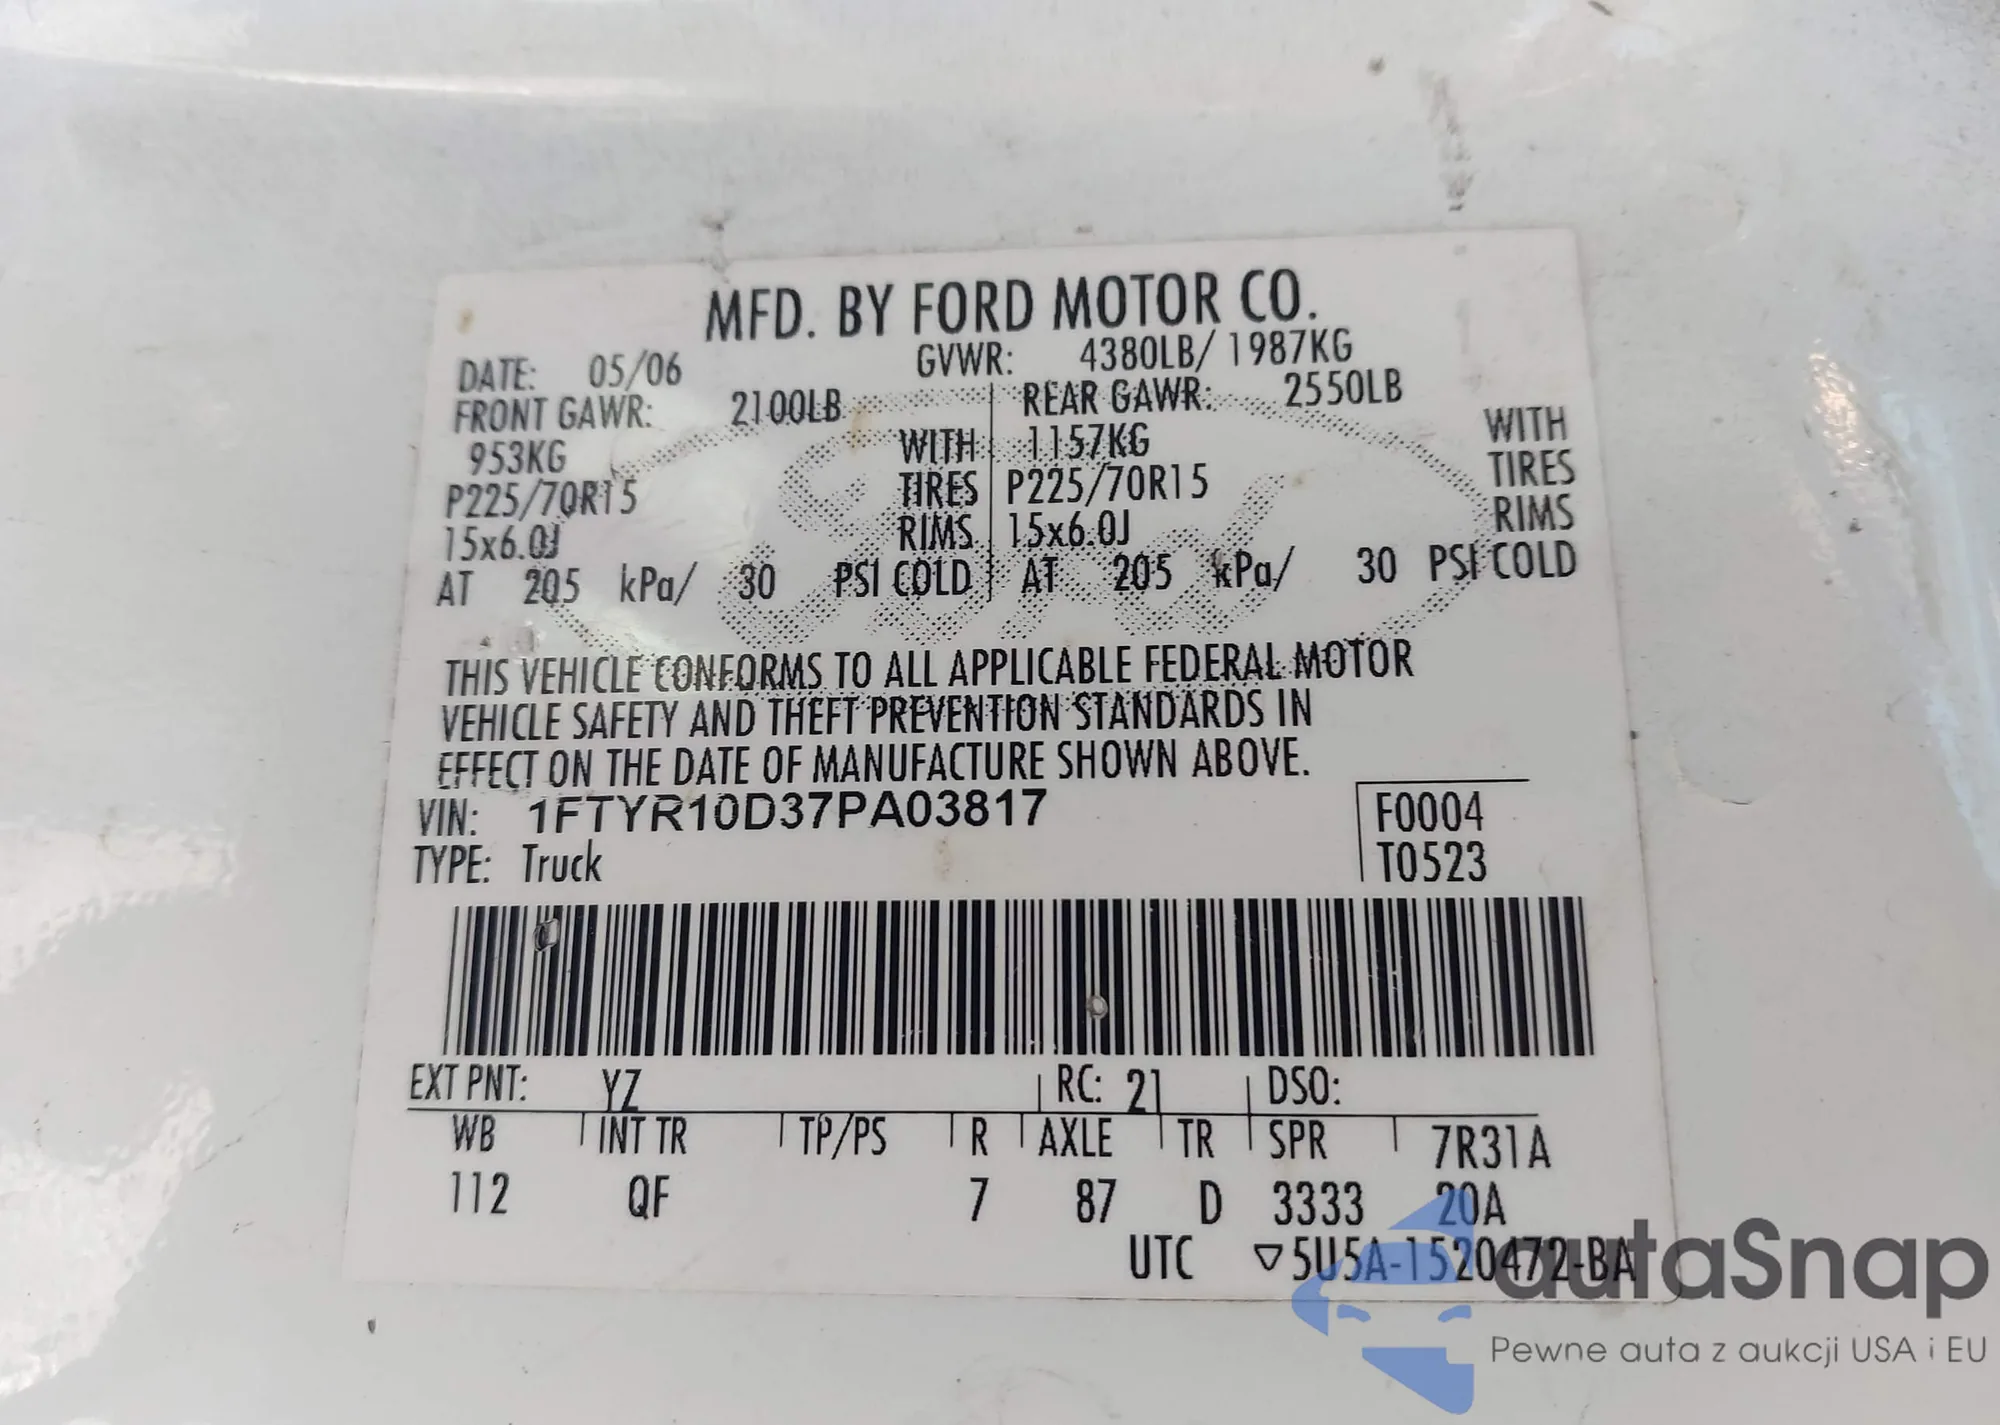 MFD. BY FORD MOTOR CO.
DATE: 05/06 GVWR: 4380LB/ 1987KG
FRONT GAWR: 2100LB REAR GAWR: 2550LB
953KG WITH 1157KG WITH
P225/70R15 TIRES P225/70R15 TIRES
15x6.0J RIMS 15x6.0J RIMS
AT 205 kPa/ 30 PSI COLD AT 205 kPa/ 30 PSI COLD
THIS VEHICLE CONFORMS TO ALL APPLICABLE FEDERAL MOTOR
VEHICLE SAFETY AND THEFT PREVENTION STANDARDS IN
EFFECT ON THE DATE OF MANUFACTURE SHOWN ABOVE.
VIN: 1FTYR10D37PA03817 F0004
TYPE: Truck T0523
EXT PNT: YZ RC: 21 DSO:
WB INT TR TP/PS R AXLE TR SPR 7R31A
112 QF 7 87 D 3333 20A
UTC ▽5U5A-1520472-BA
autaSnap
Pewne auta z aukcji USA i EU